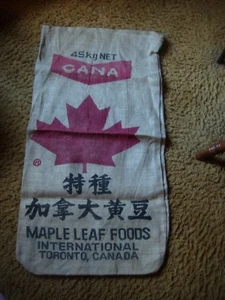 45Kg NET
CANA
®
特種
加拿大黄豆
MAPLE LEAF FOODS
INTERNATIONAL
TORONTO, CANADA